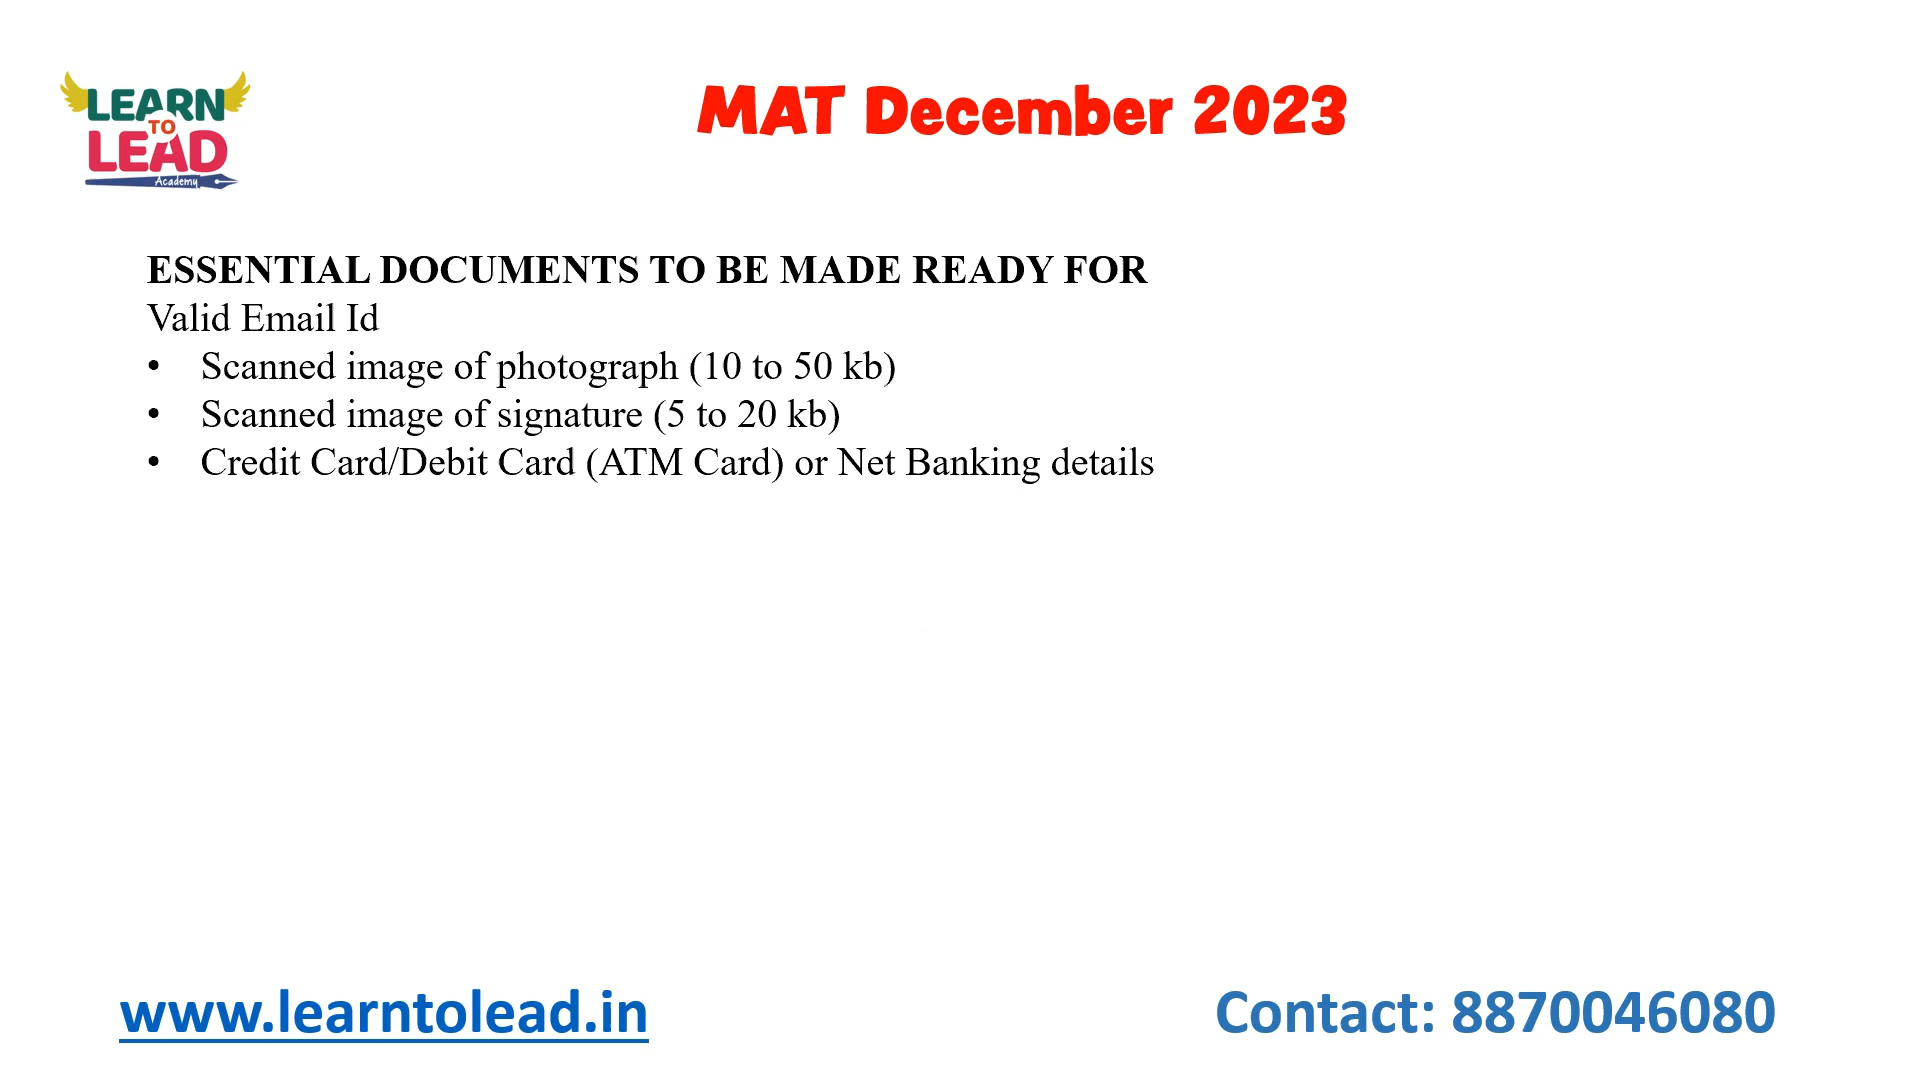 LEARN
TO
LEAD
Academy
MAT December 2023
ESSENTIAL DOCUMENTS TO BE MADE READY FOR
Valid Email Id
• Scanned image of photograph (10 to 50 kb)
• Scanned image of signature (5 to 20 kb)
• Credit Card/Debit Card (ATM Card) or Net Banking details
www.learntolead.in
Contact: 8870046080